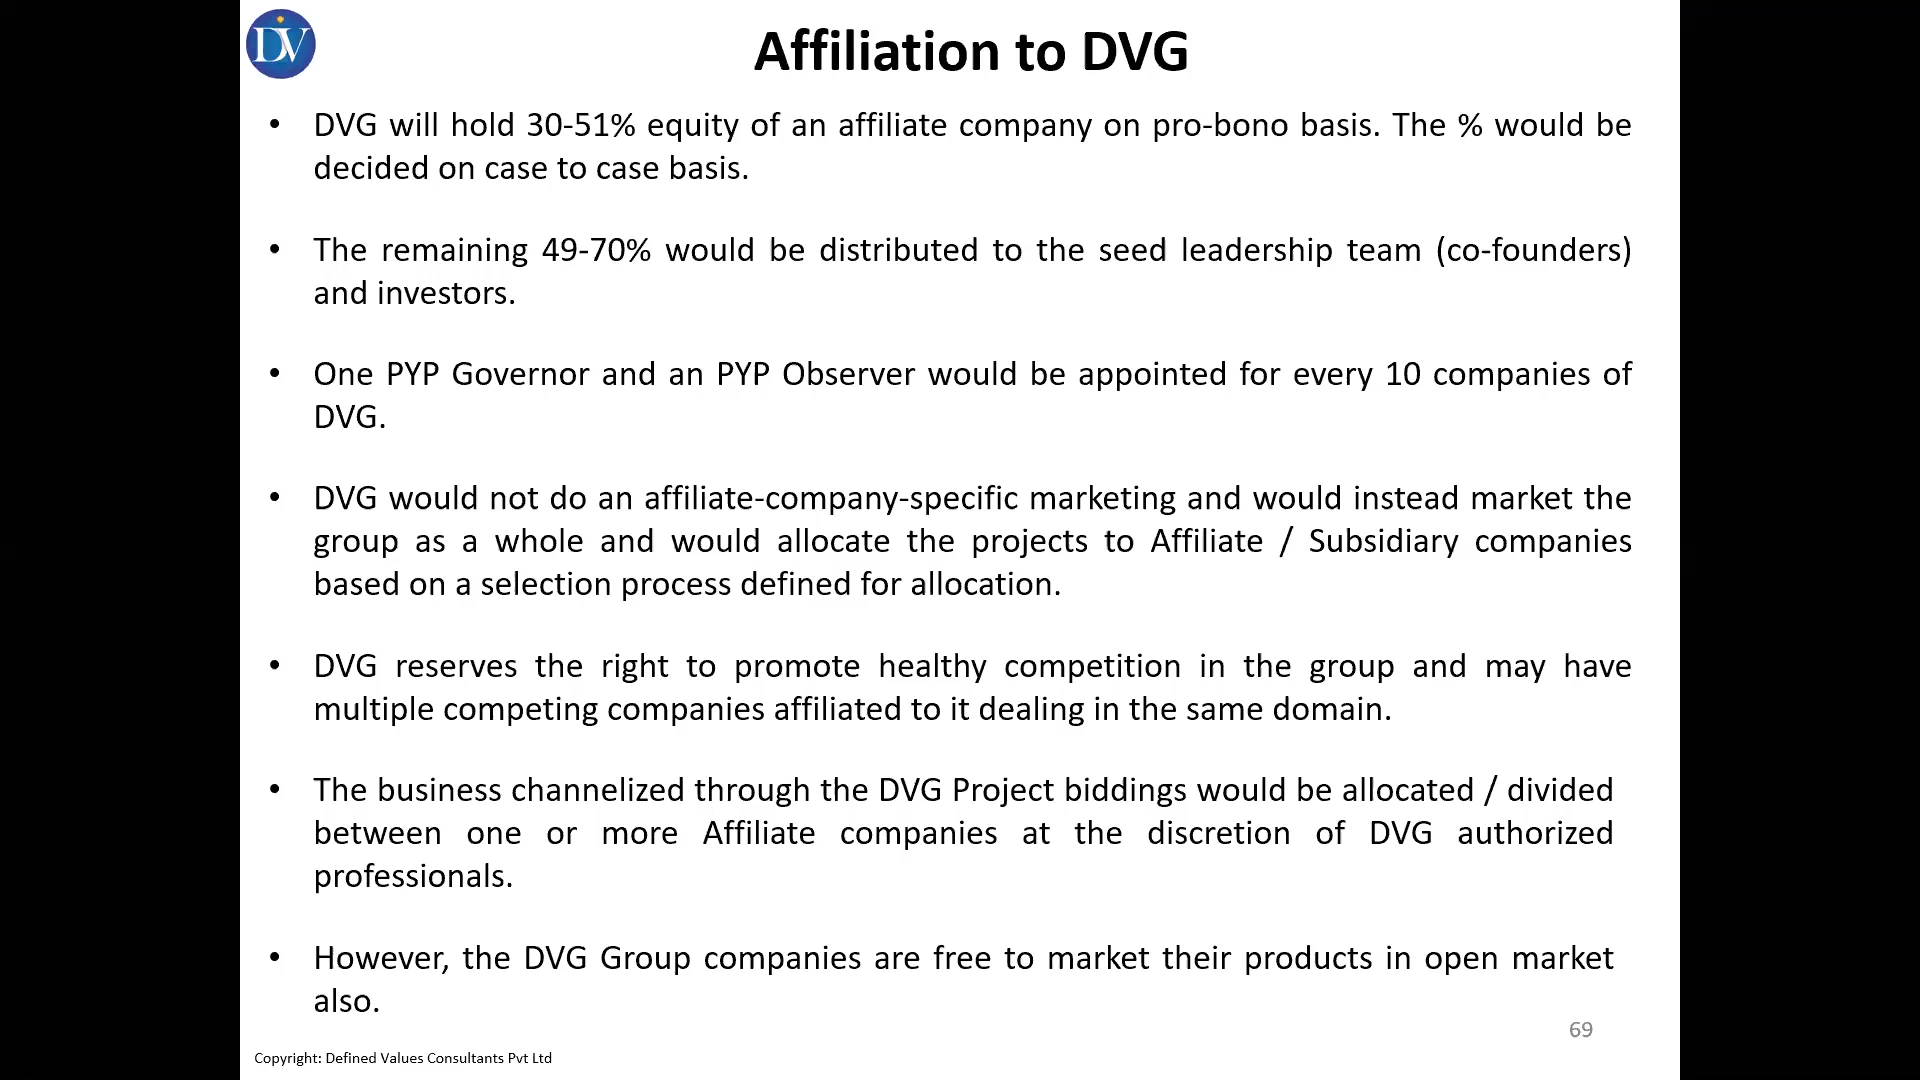 DV
Affiliation to DVG
• DVG will hold 30-51% equity of an affiliate company on pro-bono basis. The % would be
decided on case to case basis.
• The remaining 49-70% would be distributed to the seed leadership team (co-founders)
and investors.
• One PYP Governor and an PYP Observer would be appointed for every 10 companies of
DVG.
• DVG would not do an affiliate-company-specific marketing and would instead market the
group as a whole and would allocate the projects to Affiliate / Subsidiary companies
based on a selection process defined for allocation.
• DVG reserves the right to promote healthy competition in the group and may have
multiple competing companies affiliated to it dealing in the same domain.
• The business channelized through the DVG Project biddings would be allocated / divided
between one or more Affiliate companies at the discretion of DVG authorized
professionals.
• However, the DVG Group companies are free to market their products in open market
also.
69
Copyright: Defined Values Consultants Pvt Ltd